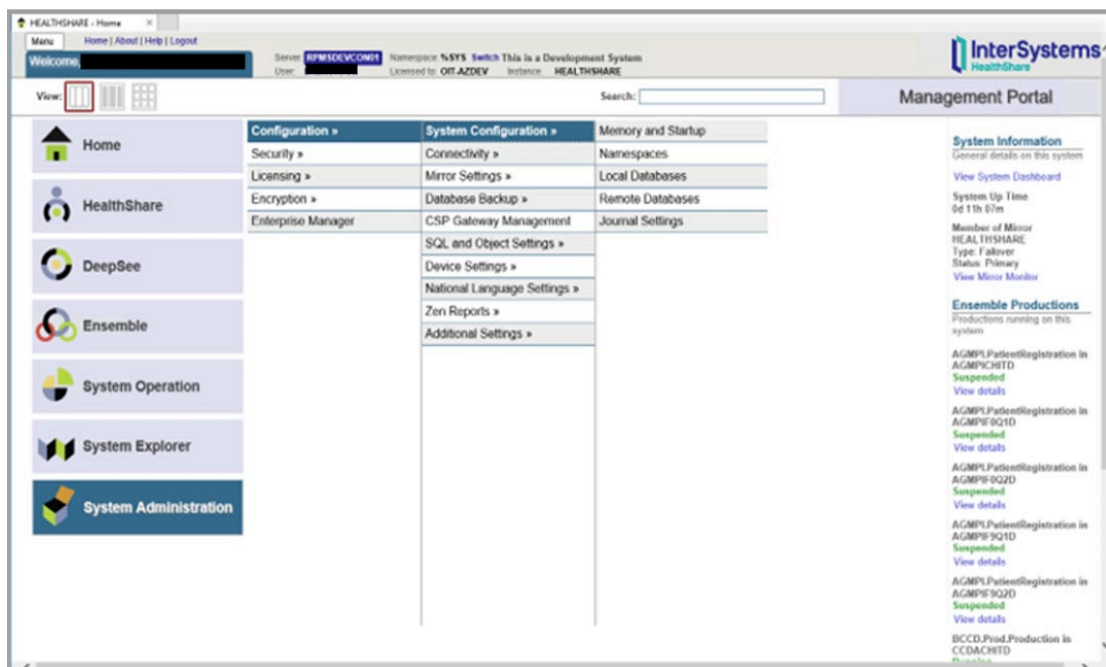 HEALTHSHARE - Home ×
Menu Home | About | Help | Logout
Welcome,
Server: RPMSDEVCOM01 Namespace: %SYS Switch This is a Development System
User: Licensed to: OIT-AZDEV Instance: HEALTHSHARE
InterSystems
HealthShare
View:
Search:
Management Portal
Home
HealthShare
DeepSee
Ensemble
System Operation
System Explorer
System Administration
Configuration »
Security »
Licensing »
Encryption »
Enterprise Manager
System Configuration »
Connectivity »
Mirror Settings »
Database Backup »
CSP Gateway Management
SQL and Object Settings »
Device Settings »
National Language Settings »
Zen Reports »
Additional Settings »
Memory and Startup
Namespaces
Local Databases
Remote Databases
Journal Settings
System Information
General details on this system
View System Dashboard
System Up Time
0d 11h 07m
Member of Mirror
HEALTHSHARE
Type: Failover
Status: Primary
View Mirror Monitor
Ensemble Productions
Productions running on this
system
AGMPI.PatientRegistration in
AGMPICHITD
Suspended
View details
AGMPI.PatientRegistration in
AGMPIF0Q1D
Suspended
View details
AGMPI.PatientRegistration in
AGMPIF0Q2D
Suspended
View details
AGMPI.PatientRegistration in
AGMPIF9Q1D
Suspended
View details
AGMPI.PatientRegistration in
AGMPIF9Q2D
Suspended
View details
BCCD.Prod.Production in
CCDACHITD
Running